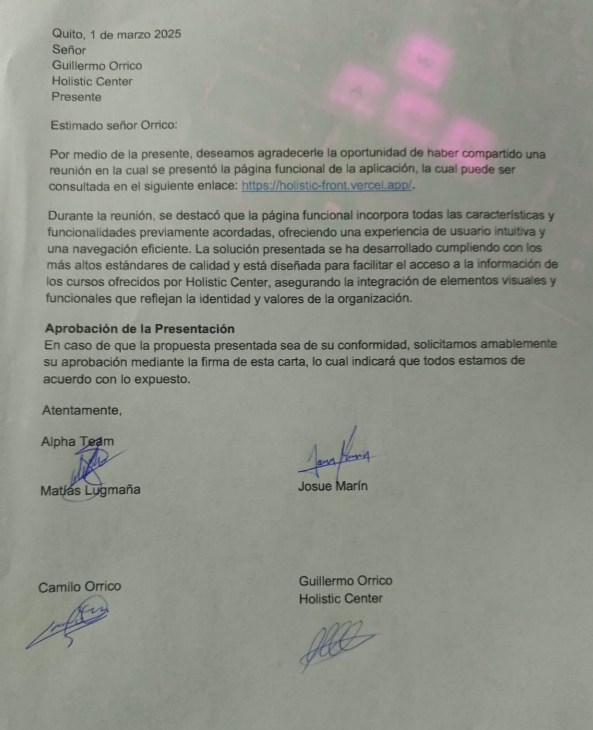 Quito, 1 de marzo 2025
Señor
Guillermo Orrico
Holistic Center
Presente
Estimado señor Orrico:
Por medio de la presente, deseamos agradecerle la oportunidad de haber compartido una
reunión en la cual se presentó la página funcional de la aplicación, la cual puede ser
consultada en el siguiente enlace: https://holistic-front.vercel.app/.
Durante la reunión, se destacó que la página funcional incorpora todas las características y
funcionalidades previamente acordadas, ofreciendo una experiencia de usuario intuitiva y
una navegación eficiente. La solución presentada se ha desarrollado cumpliendo con los
más altos estándares de calidad y está diseñada para facilitar el acceso a la información de
los cursos ofrecidos por Holistic Center, asegurando la integración de elementos visuales y
funcionales que reflejan la identidad y valores de la organización.
Aprobación de la Presentación
En caso de que la propuesta presentada sea de su conformidad, solicitamos amablemente
su aprobación mediante la firma de esta carta, lo cual indicará que todos estamos de
acuerdo con lo expuesto.
Atentamente,
Alpha Team
Matías Lugmaña
Josue Marín
Camilo Orrico
Guillermo Orrico
Holistic Center